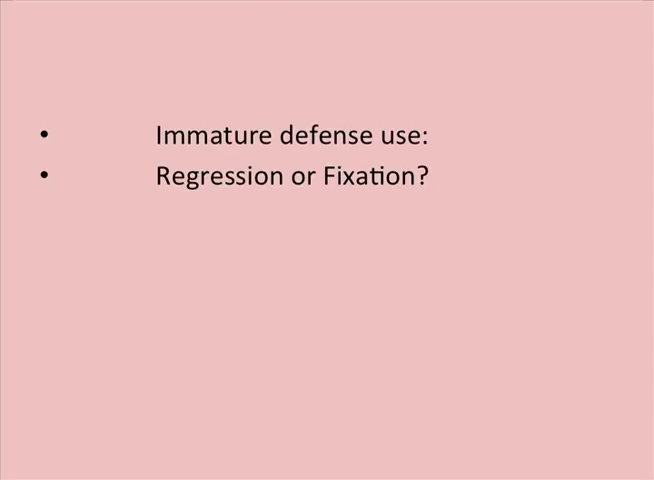 • Immature defense use:
• Regression or Fixation?